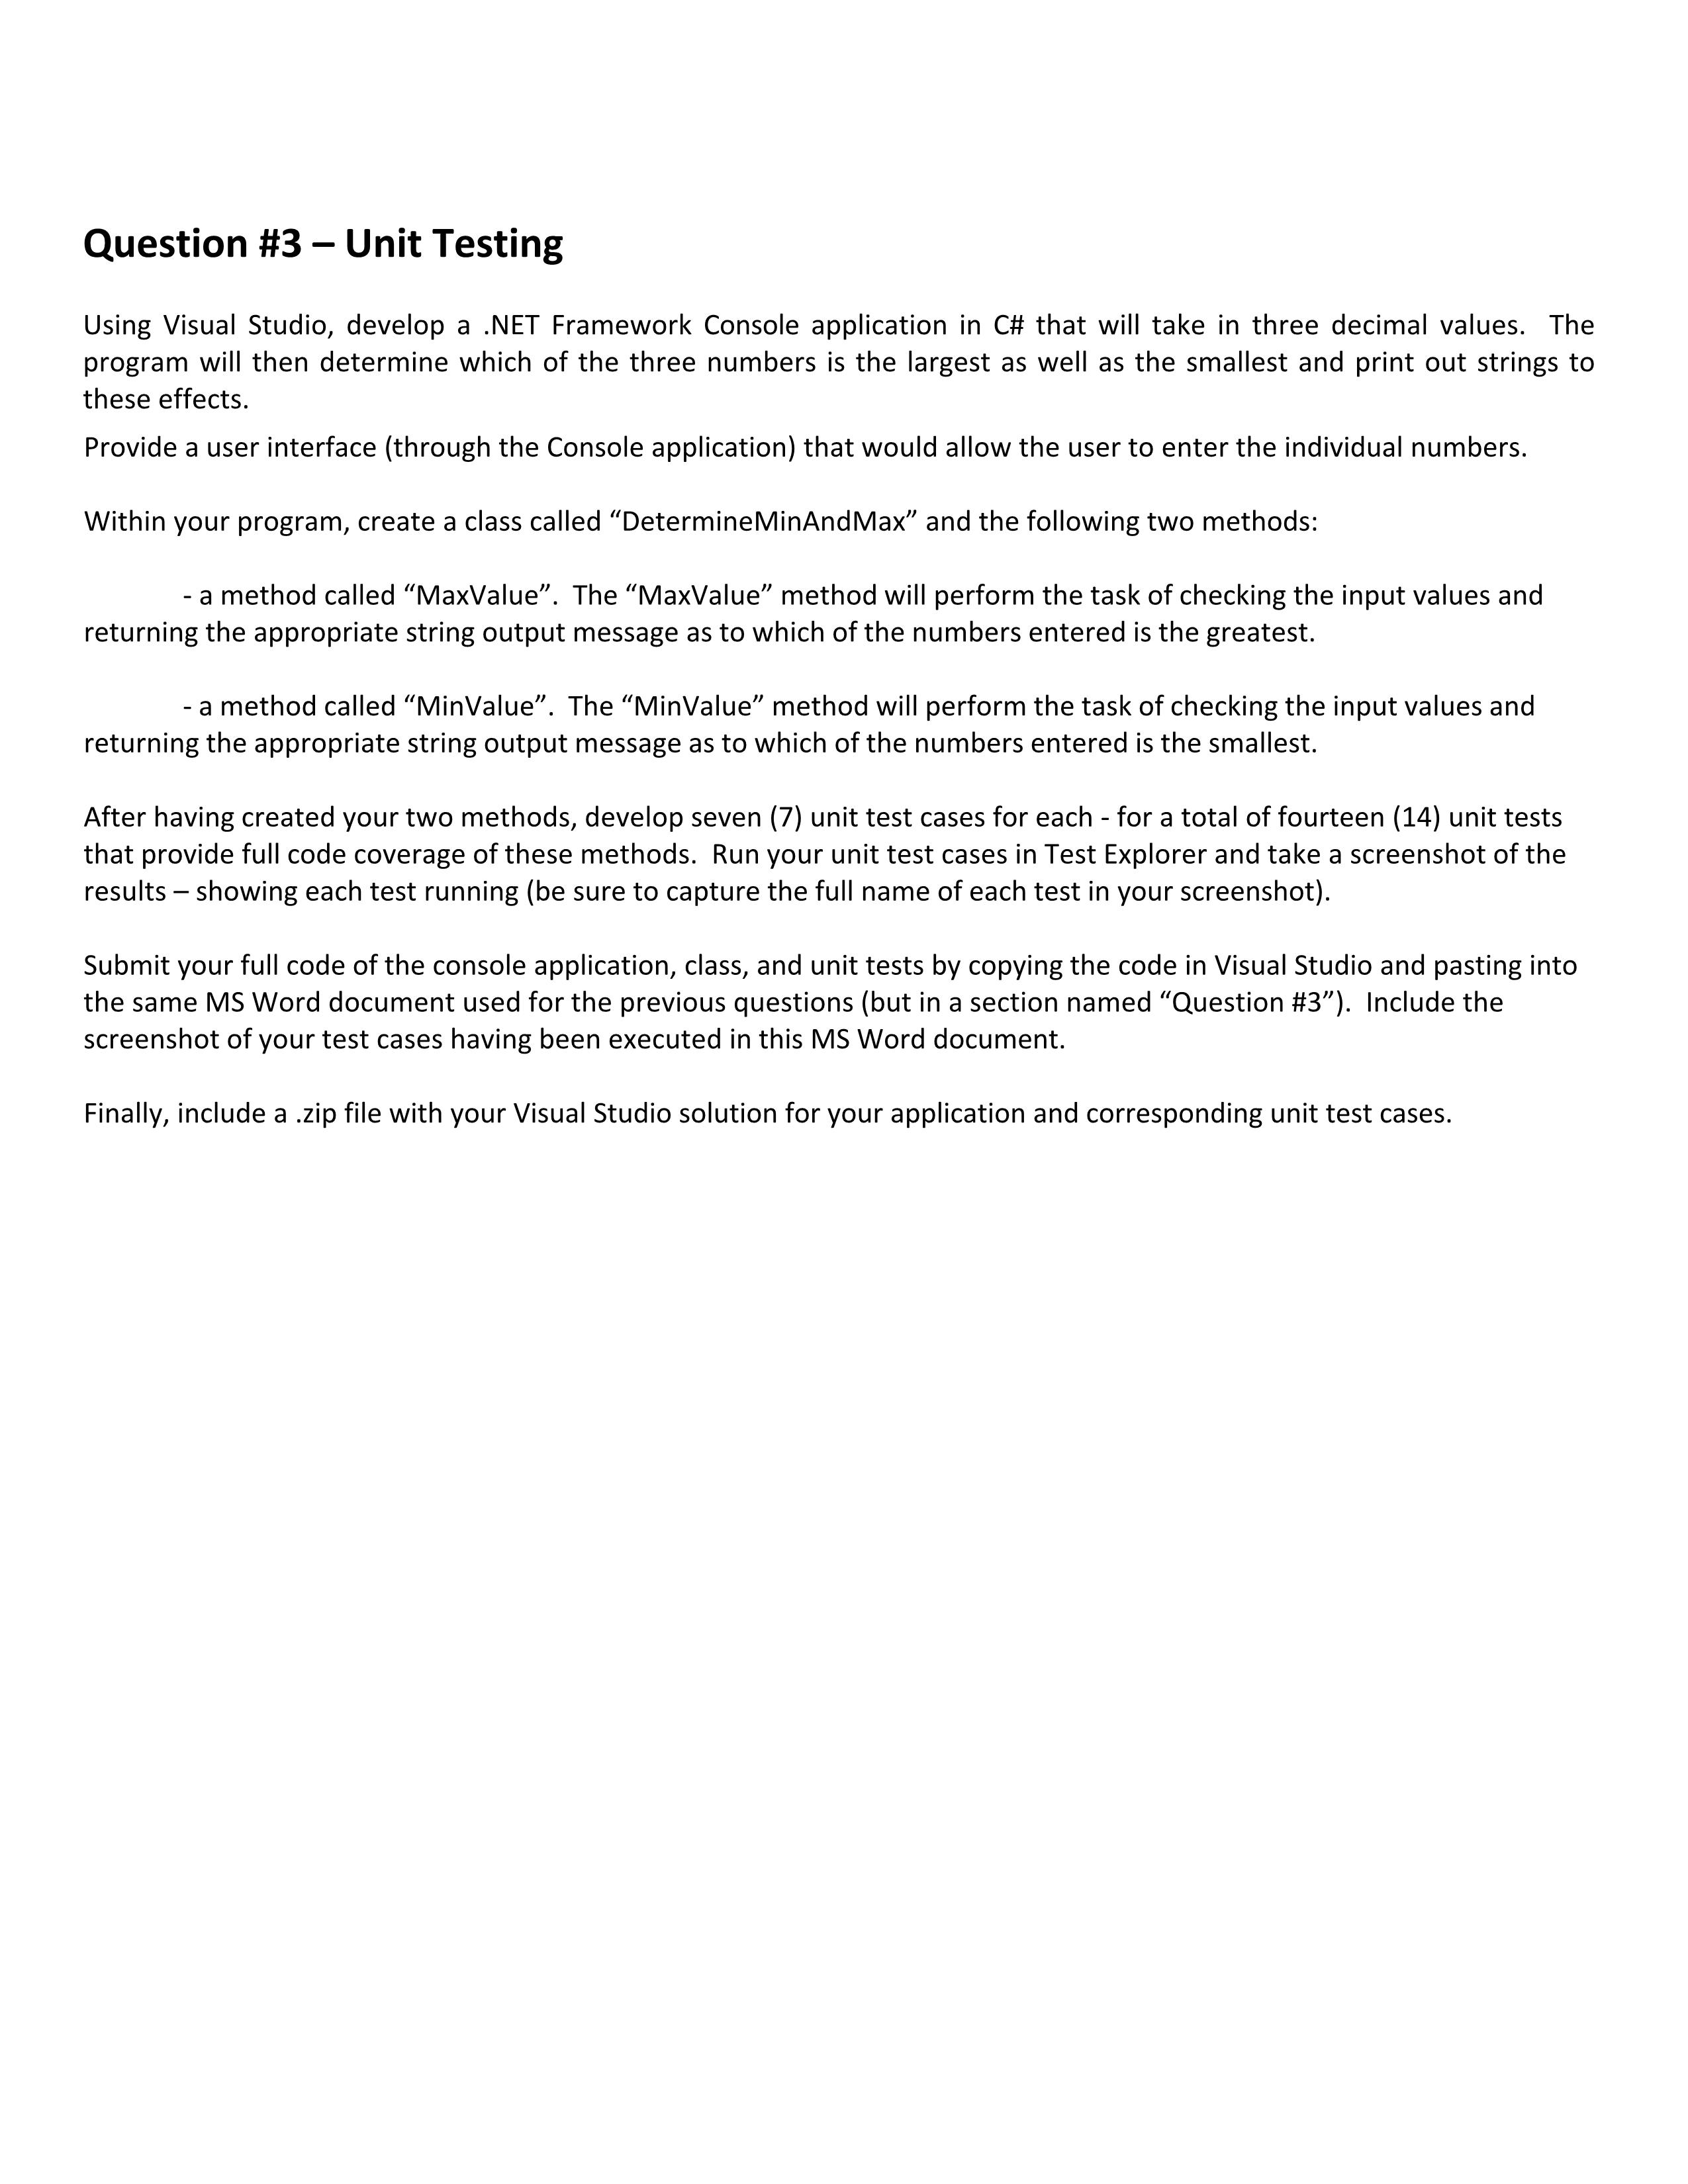 Question #3 – Unit Testing
Using Visual Studio, develop a .NET Framework Console application in C# that will take in three decimal values.  The
program will then determine which of the three numbers is the largest as well as the smallest and print out strings to
these effects.
Provide a user interface (through the Console application) that would allow the user to enter the individual numbers.
Within your program, create a class called “DetermineMinAndMax” and the following two methods:
- a method called “MaxValue”.  The “MaxValue” method will perform the task of checking the input values and
returning the appropriate string output message as to which of the numbers entered is the greatest.
- a method called “MinValue”.  The “MinValue” method will perform the task of checking the input values and
returning the appropriate string output message as to which of the numbers entered is the smallest.
After having created your two methods, develop seven (7) unit test cases for each - for a total of fourteen (14) unit tests
that provide full code coverage of these methods.  Run your unit test cases in Test Explorer and take a screenshot of the
results – showing each test running (be sure to capture the full name of each test in your screenshot).
Submit your full code of the console application, class, and unit tests by copying the code in Visual Studio and pasting into
the same MS Word document used for the previous questions (but in a section named “Question #3”).  Include the
screenshot of your test cases having been executed in this MS Word document.
Finally, include a .zip file with your Visual Studio solution for your application and corresponding unit test cases.